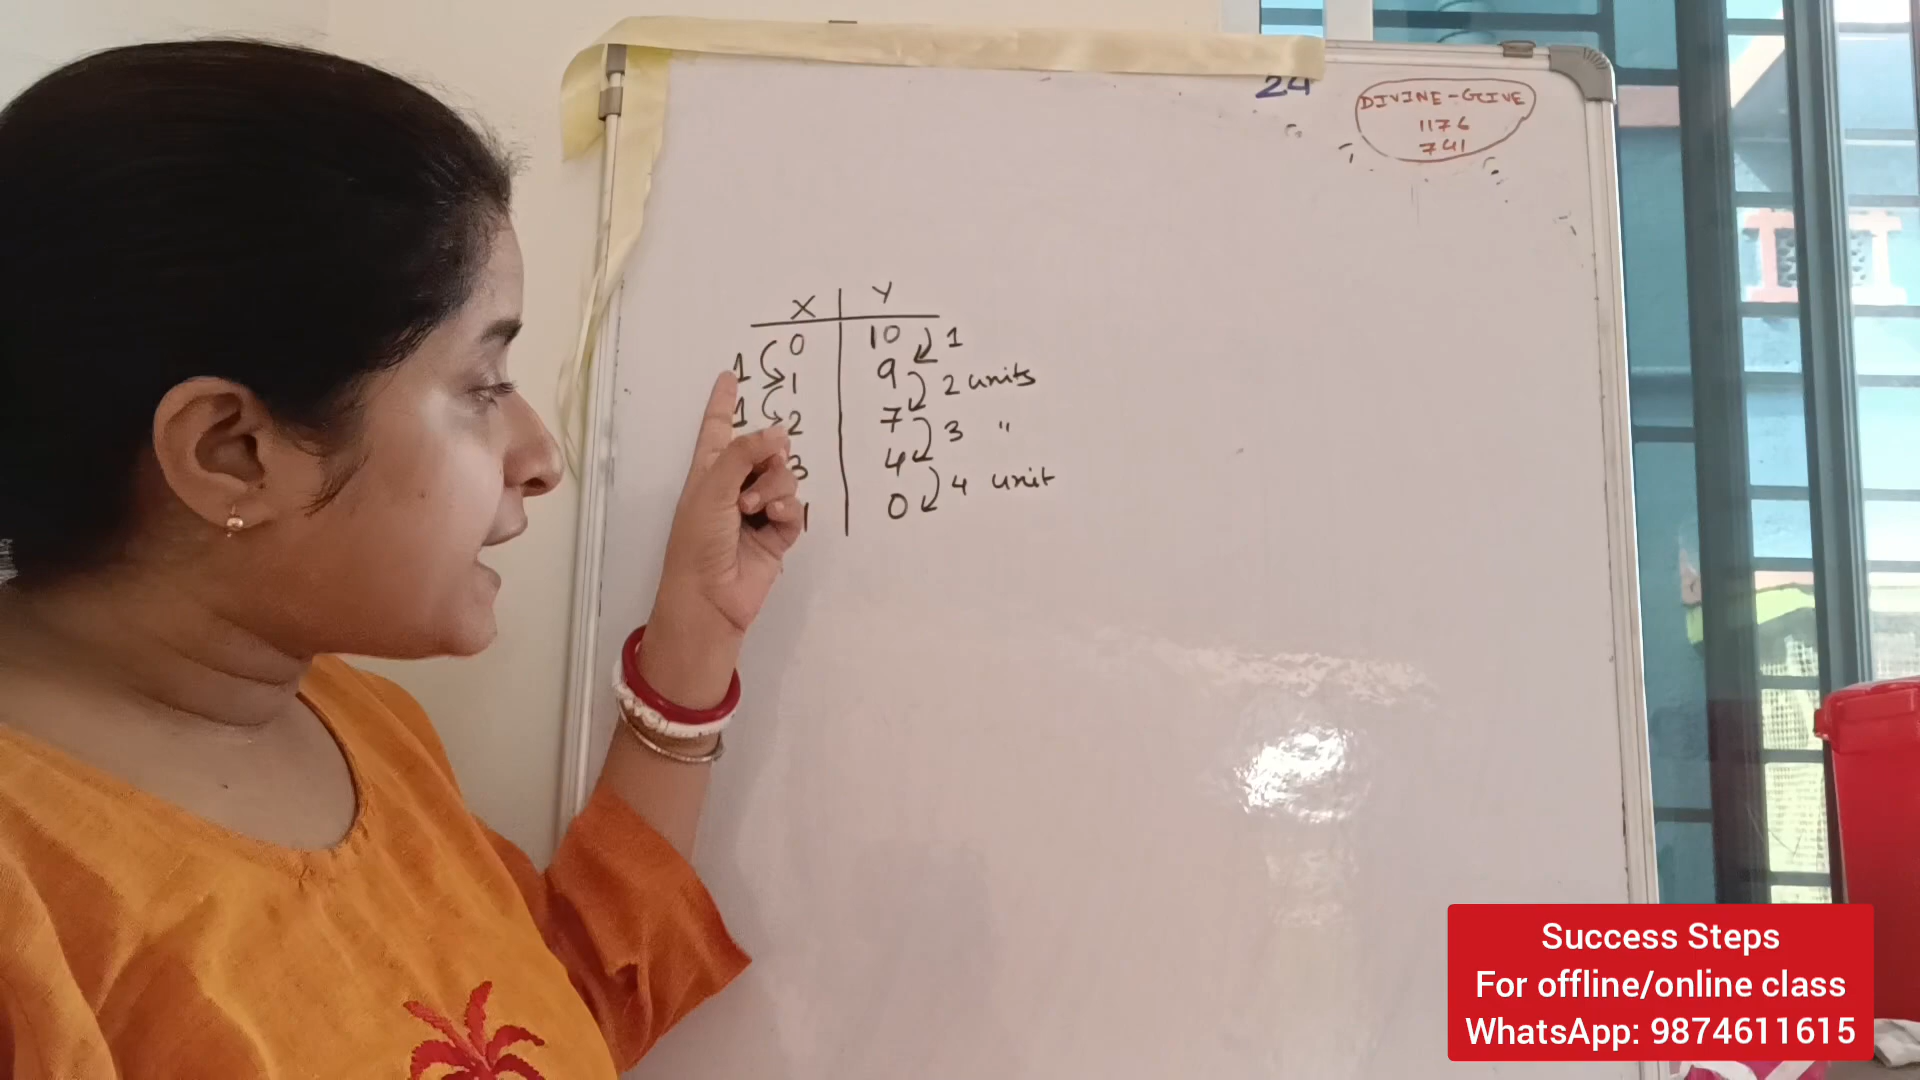 24
DIVINE-GIVE
1176
741
X Y
0 10 1
1 1 9 2 units
1 2 7 3 "
3 4 4 unit
0
Success Steps
For offline/online class
WhatsApp: 9874611615